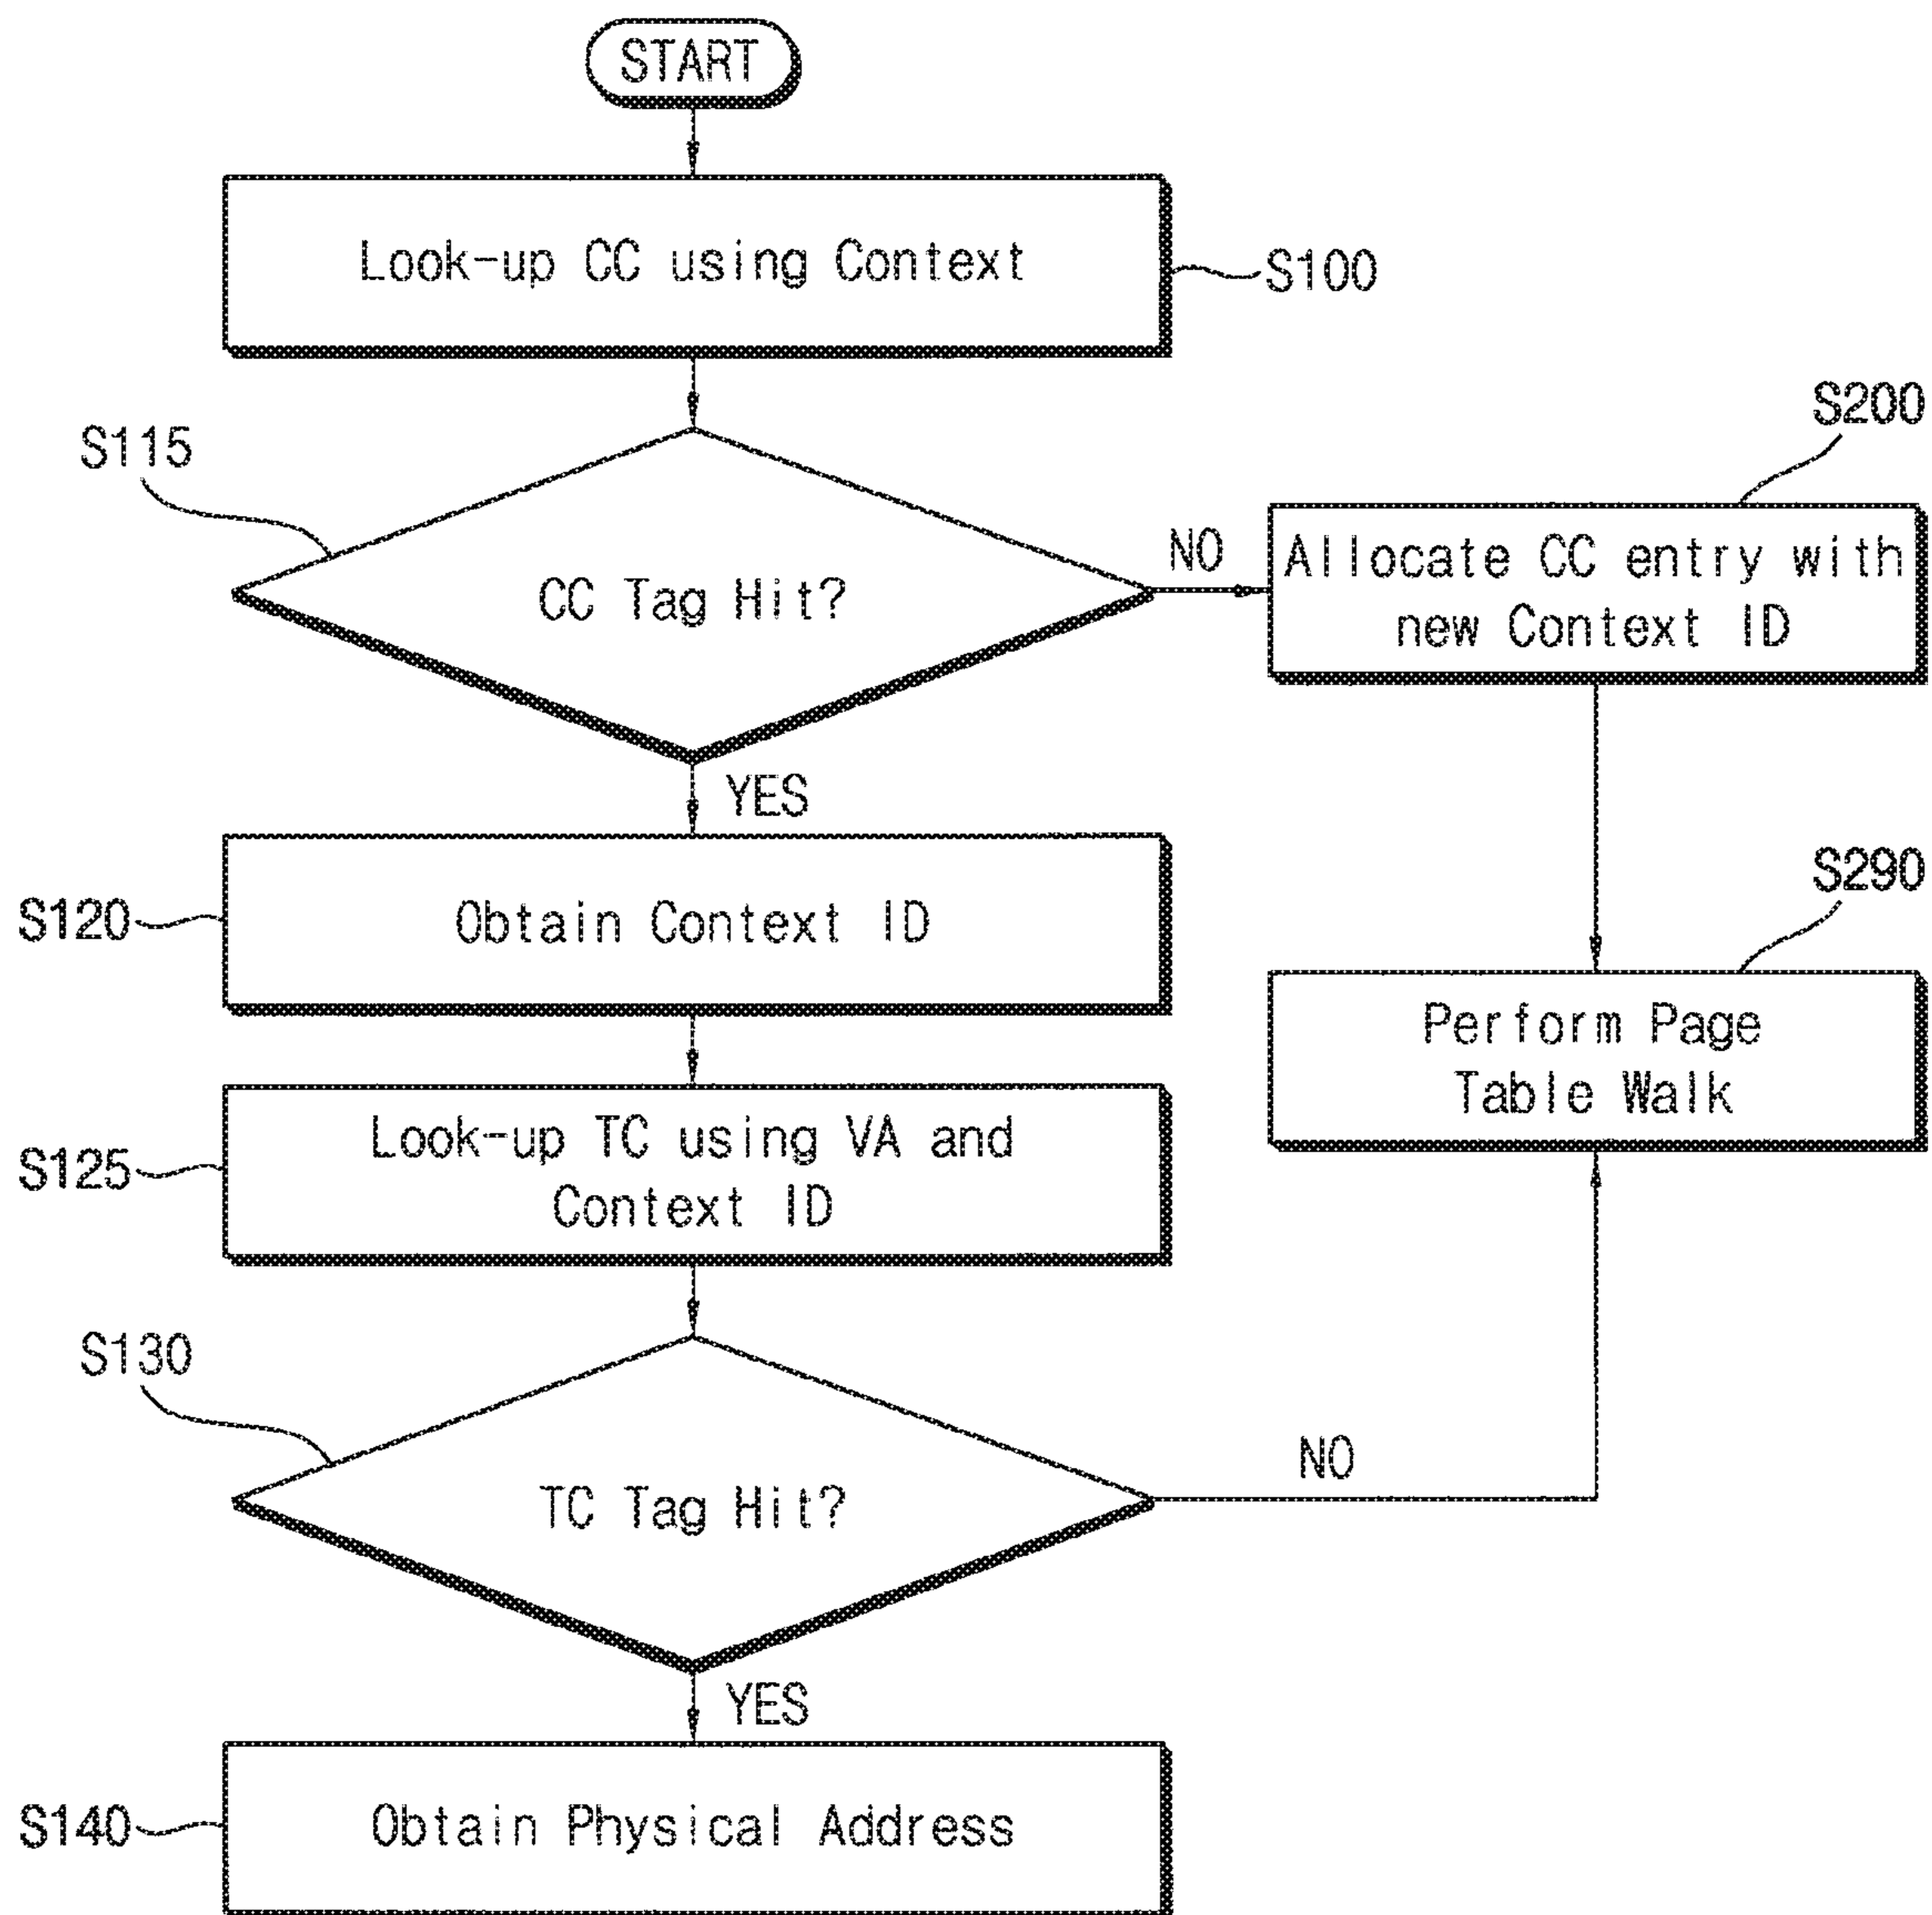 START
Look-up CC using Context
S100
S115
CC Tag Hit?
NO
S200
Allocate CC entry with
new Context ID
YES
S120
Obtain Context ID
S290
Perform Page
Table Walk
S125
Look-up TC using VA and
Context ID
S130
TC Tag Hit?
NO
YES
S140
Obtain Physical Address